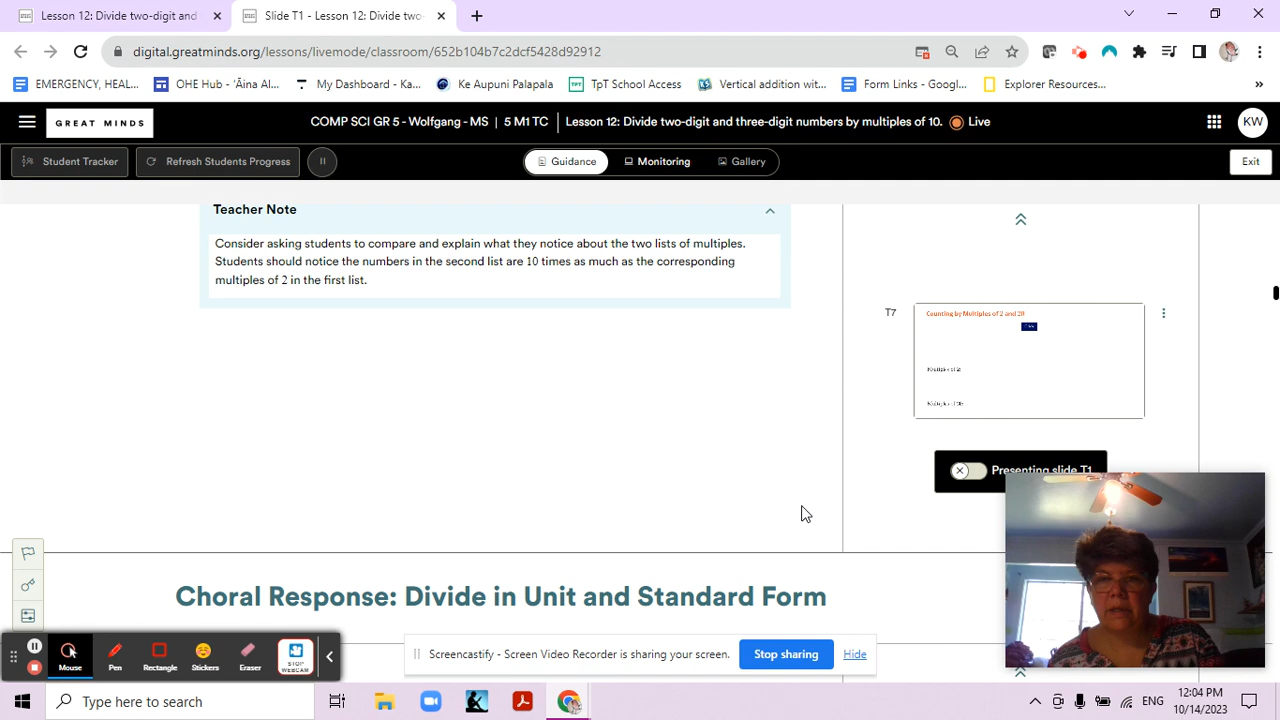 Lesson 12: Divide two-digit and
Slide T1 - Lesson 12: Divide two-
digital.greatminds.org/lessons/livemode/classroom/652b104b7c2dcf5428d92912
EMERGENCY, HEAL...
OHE Hub - 'Āina Al...
My Dashboard - Ka...
Ke Aupuni Palapala
TpT School Access
Vertical addition wit...
Form Links - Googl...
Explorer Resources...
GREAT MINDS
COMP SCI GR 5 - Wolfgang - MS | 5 M1 TC | Lesson 12: Divide two-digit and three-digit numbers by multiples of 10. Live
KW
Student Tracker
Refresh Students Progress
Guidance
Monitoring
Gallery
Exit
Teacher Note
Consider asking students to compare and explain what they notice about the two lists of multiples.
Students should notice the numbers in the second list are 10 times as much as the corresponding
multiples of 2 in the first list.
T7
Counting by Multiples of 2 and 20
Presenting slide T1
Choral Response: Divide in Unit and Standard Form
Mouse
Pen
Rectangle
Stickers
Eraser
STOP
WEBCAM
Screencastify - Screen Video Recorder is sharing your screen.
Stop sharing
Hide
Type here to search
ENG
12:04 PM
10/14/2023